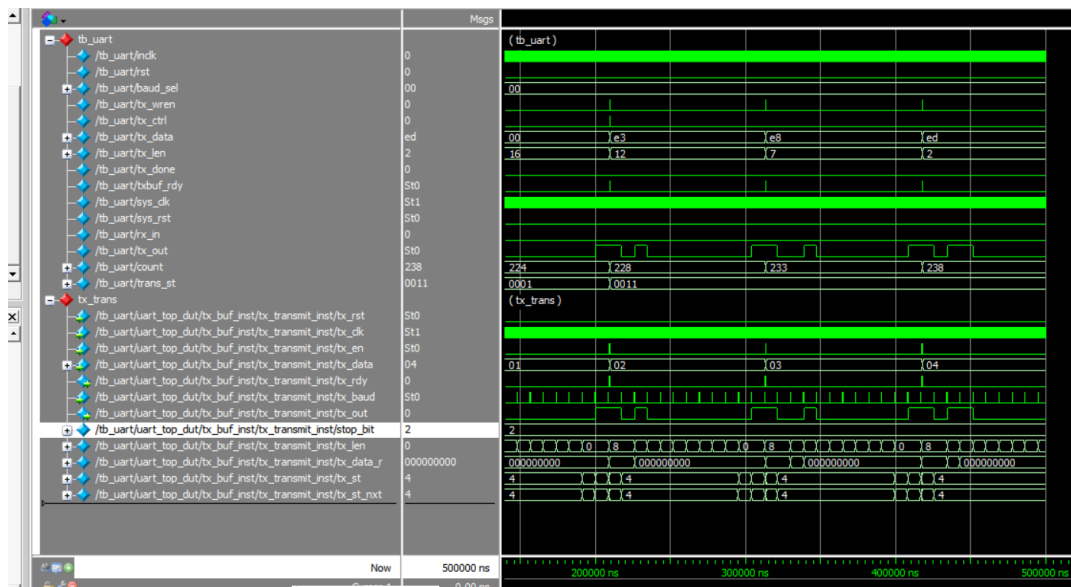 Msgs
tb_uart
( tb_uart )
/tb_uart/inclk 0
/tb_uart/rst 0
/tb_uart/baud_sel 00 00
/tb_uart/tx_wren 0
/tb_uart/tx_ctrl 0
/tb_uart/tx_data ed 00 e3 e8 ed
/tb_uart/tx_len 2 16 12 7 2
/tb_uart/tx_done 0
/tb_uart/txbuf_rdy St0
/tb_uart/sys_clk St1
/tb_uart/sys_rst St0
/tb_uart/rx_in 0
/tb_uart/tx_out St0
/tb_uart/count 238 224 228 233 238
/tb_uart/trans_st 0011 0001 0011
tx_trans ( tx_trans )
/tb_uart/uart_top_dut/tx_buf_inst/tx_transmit_inst/tx_rst St0
/tb_uart/uart_top_dut/tx_buf_inst/tx_transmit_inst/tx_clk St1
/tb_uart/uart_top_dut/tx_buf_inst/tx_transmit_inst/tx_en St0
/tb_uart/uart_top_dut/tx_buf_inst/tx_transmit_inst/tx_data 04 01 02 03 04
/tb_uart/uart_top_dut/tx_buf_inst/tx_transmit_inst/tx_rdy 0
/tb_uart/uart_top_dut/tx_buf_inst/tx_transmit_inst/tx_baud St0
/tb_uart/uart_top_dut/tx_buf_inst/tx_transmit_inst/tx_out 0
/tb_uart/uart_top_dut/tx_buf_inst/tx_transmit_inst/stop_bit 2 2
/tb_uart/uart_top_dut/tx_buf_inst/tx_transmit_inst/tx_len 0 0 8 0 8 0 8
/tb_uart/uart_top_dut/tx_buf_inst/tx_transmit_inst/tx_data_r 000000000 000000000 000000000 000000000 000000000
/tb_uart/uart_top_dut/tx_buf_inst/tx_transmit_inst/tx_st 4 4 4 4 4
/tb_uart/uart_top_dut/tx_buf_inst/tx_transmit_inst/tx_st_nxt 4 4 4 4 4
Now 500000 ns 200000 ns 300000 ns 400000 ns 500000 ns